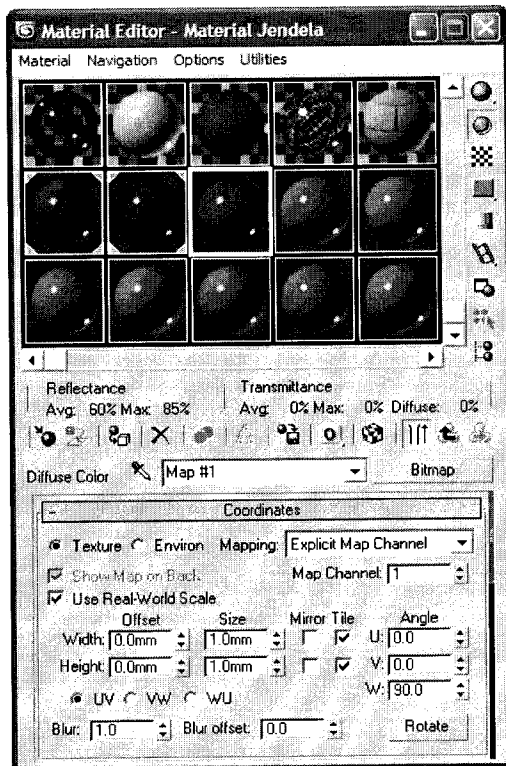 Material Editor - Material Jendela
Material Navigation Options Utilities
Reflectance Transmittance
Avg: 60% Max: 85% Avg: 0% Max: 0% Diffuse: 0%
Diffuse Color Map #1 Bitmap
- Coordinates
Texture Environ Mapping: Explicit Map Channel
Show Map on Back Map Channel: 1
Use Real-World Scale
Offset Size Mirror Tile Angle
Width: 0.0mm 1.0mm U: 0.0
Height: 0.0mm 1.0mm V: 0.0
W: 90.0
UV VW WU
Blur: 1.0 Blur offset: 0.0 Rotate